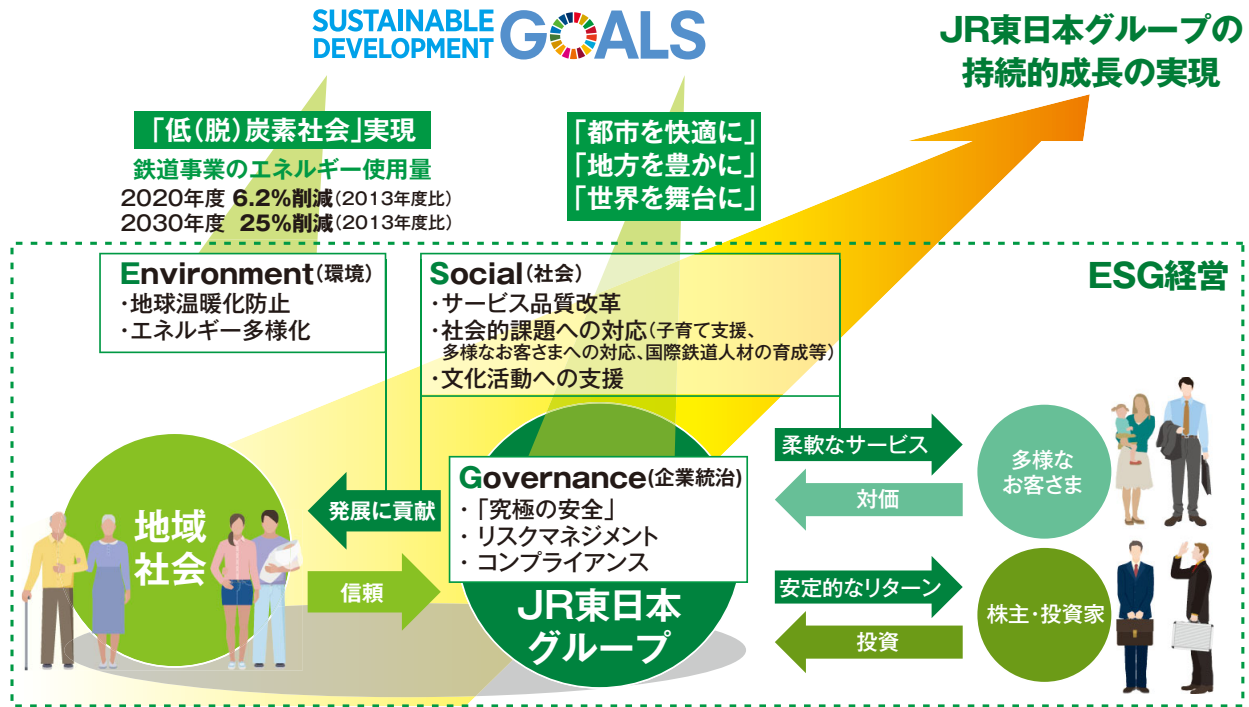 SUSTAINABLE
DEVELOPMENT
GOALS
JR東日本グループの
持続的成長の実現
「低(脱)炭素社会」実現
鉄道事業のエネルギー使用量
2020年度 6.2%削減(2013年度比)
2030年度 25%削減(2013年度比)
「都市を快適に」
「地方を豊かに」
「世界を舞台に」
ESG経営
Environment(環境)
・地球温暖化防止
・エネルギー多様化
Social(社会)
・サービス品質改革
・社会的課題への対応(子育て支援、
多様なお客さまへの対応、国際鉄道人材の育成等)
・文化活動への支援
Governance(企業統治)
・「究極の安全」
・リスクマネジメント
・コンプライアンス
JR東日本
グループ
地域
社会
発展に貢献
信頼
柔軟なサービス
対価
多様な
お客さま
安定的なリターン
投資
株主・投資家